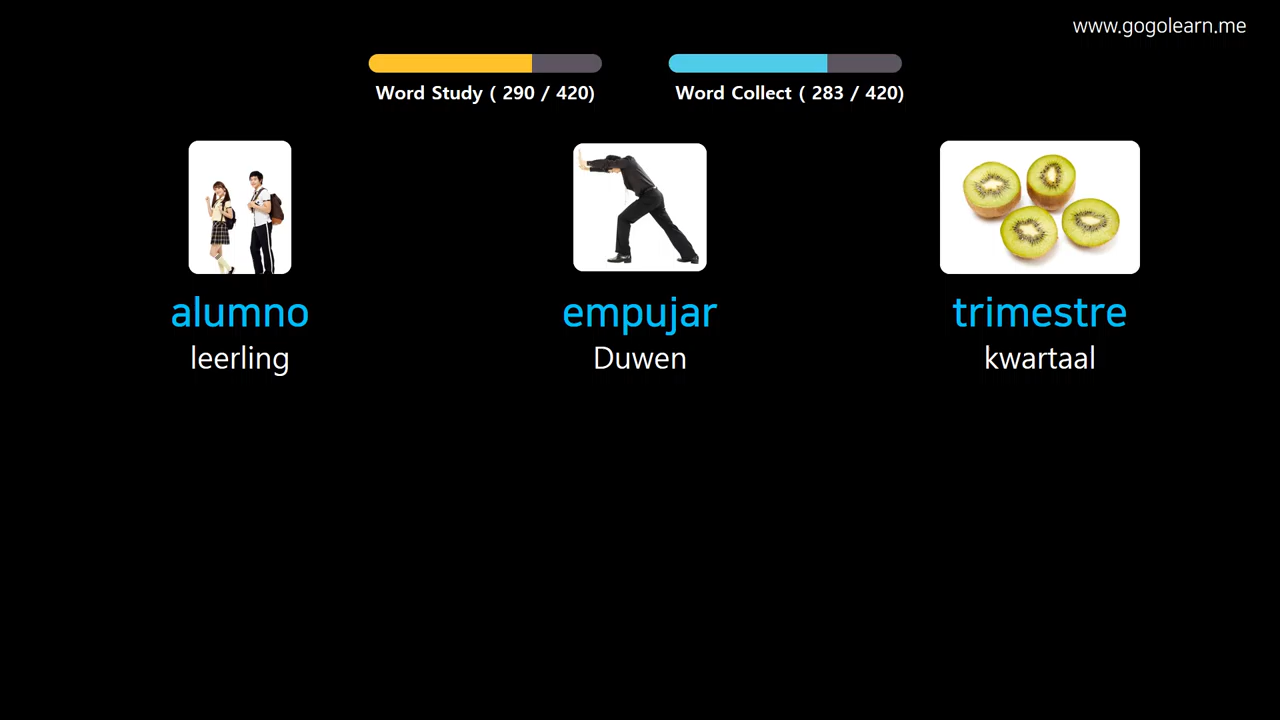 www.gogolearn.me
Word Study ( 290 / 420)
Word Collect ( 283 / 420)
alumno
leerling
empujar
Duwen
trimestre
kwartaal